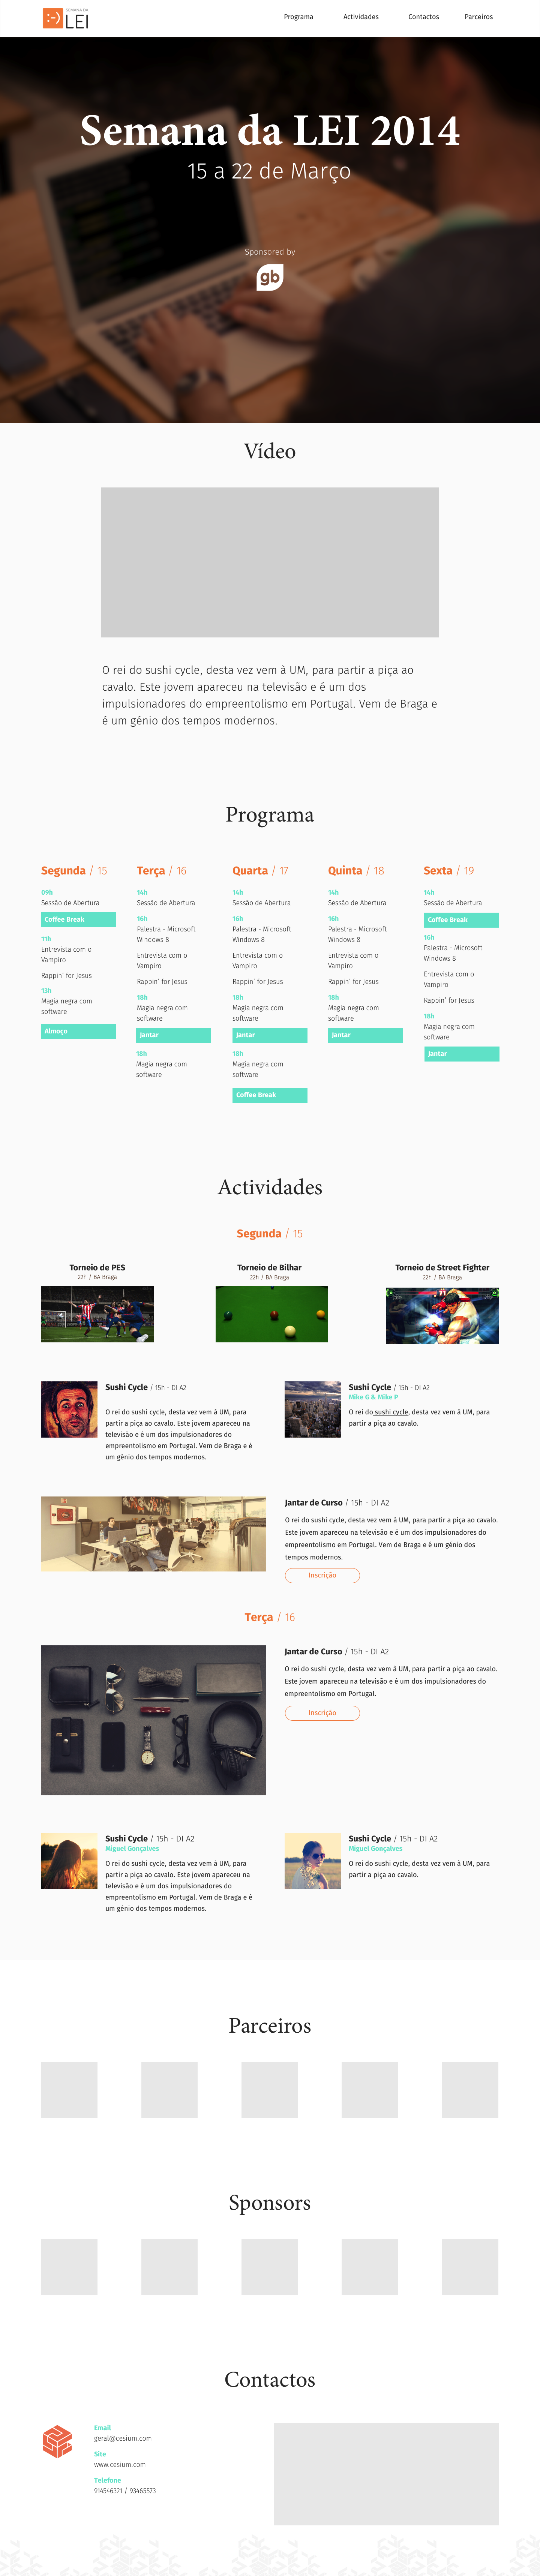 :-)
SEMANA DA
LEI
Programa
Actividades
Contactos
Parceiros
Semana da LEI 2014
15 a 22 de Março
Sponsored by
gb
Vídeo
O rei do sushi cycle, desta vez vem à UM, para partir a piça ao
cavalo. Este jovem apareceu na televisão e é um dos
impulsionadores do empreentolismo em Portugal. Vem de Braga e
é um génio dos tempos modernos.
Programa
Segunda / 15
09h
Sessão de Abertura
Coffee Break
11h
Entrevista com o
Vampiro
Rappin' for Jesus
13h
Magia negra com
software
Almoço
Terça / 16
14h
Sessão de Abertura
16h
Palestra - Microsoft
Windows 8
Entrevista com o
Vampiro
Rappin' for Jesus
18h
Magia negra com
software
Jantar
18h
Magia negra com
software
Quarta / 17
14h
Sessão de Abertura
16h
Palestra - Microsoft
Windows 8
Entrevista com o
Vampiro
Rappin' for Jesus
18h
Magia negra com
software
Jantar
18h
Magia negra com
software
Coffee Break
Quinta / 18
14h
Sessão de Abertura
16h
Palestra - Microsoft
Windows 8
Entrevista com o
Vampiro
Rappin' for Jesus
18h
Magia negra com
software
Jantar
Sexta / 19
14h
Sessão de Abertura
Coffee Break
16h
Palestra - Microsoft
Windows 8
Entrevista com o
Vampiro
Rappin' for Jesus
18h
Magia negra com
software
Jantar
Actividades
Segunda / 15
Torneio de PES
22h / BA Braga
Torneio de Bilhar
22h / BA Braga
Torneio de Street Fighter
22h / BA Braga
Sushi Cycle / 15h - DI A2
O rei do sushi cycle, desta vez vem à UM, para
partir a piça ao cavalo. Este jovem apareceu na
televisão e é um dos impulsionadores do
empreentolismo em Portugal. Vem de Braga e é
um génio dos tempos modernos.
Sushi Cycle / 15h - DI A2
Mike G & Mike P
O rei do sushi cycle, desta vez vem à UM, para
partir a piça ao cavalo.
Jantar de Curso / 15h - DI A2
O rei do sushi cycle, desta vez vem à UM, para partir a piça ao cavalo.
Este jovem apareceu na televisão e é um dos impulsionadores do
empreentolismo em Portugal. Vem de Braga e é um génio dos
tempos modernos.
Inscrição
Terça / 16
Jantar de Curso / 15h - DI A2
O rei do sushi cycle, desta vez vem à UM, para partir a piça ao cavalo.
Este jovem apareceu na televisão e é um dos impulsionadores do
empreentolismo em Portugal.
Inscrição
Sushi Cycle / 15h - DI A2
Miguel Gonçalves
O rei do sushi cycle, desta vez vem à UM, para
partir a piça ao cavalo. Este jovem apareceu na
televisão e é um dos impulsionadores do
empreentolismo em Portugal. Vem de Braga e é
um génio dos tempos modernos.
Sushi Cycle / 15h - DI A2
Miguel Gonçalves
O rei do sushi cycle, desta vez vem à UM, para
partir a piça ao cavalo.
Parceiros
Sponsors
Contactos
Email
geral@cesium.com
Site
www.cesium.com
Telefone
914546321 / 93465573